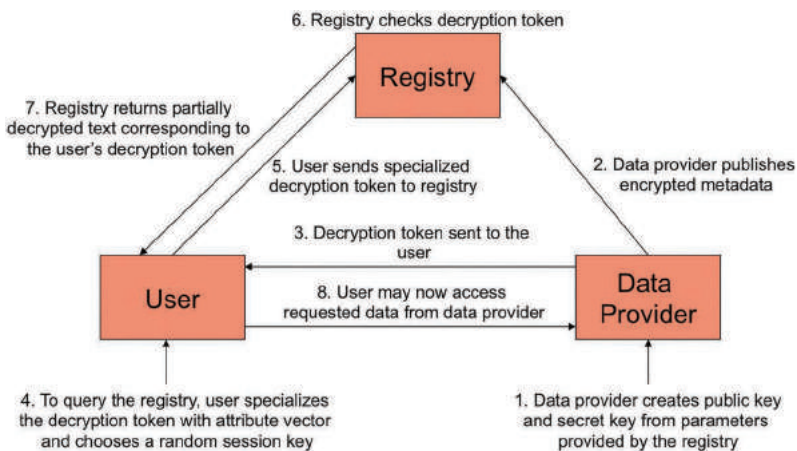 6. Registry checks decryption token
Registry
7. Registry returns partially
decrypted text corresponding to
the user's decryption token
5. User sends specialized
decryption token to registry
2. Data provider publishes
encrypted metadata
3. Decryption token sent to the
user
User
8. User may now access
requested data from data provider
Data
Provider
4. To query the registry, user specializes
the decryption token with attribute vector
and chooses a random session key
1. Data provider creates public key
and secret key from parameters
provided by the registry